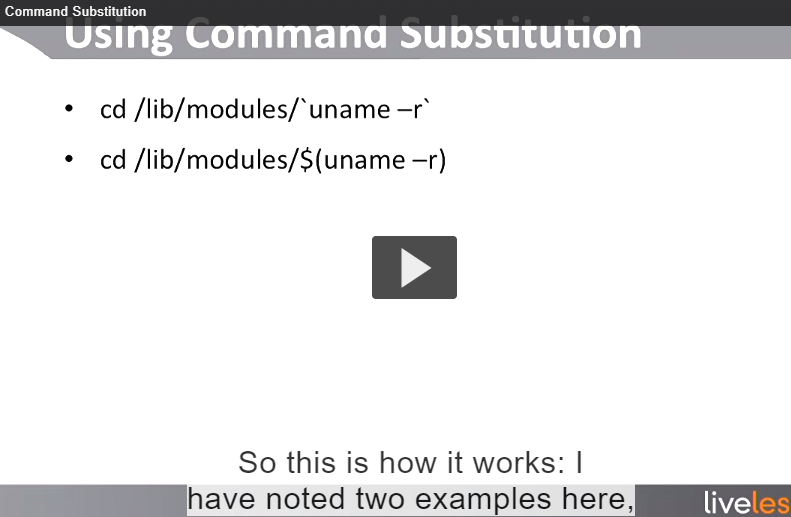 Command Substitution
Using Command Substitution
• cd /lib/modules/`uname –r`
• cd /lib/modules/$(uname –r)
So this is how it works: I
have noted two examples here,
liveles